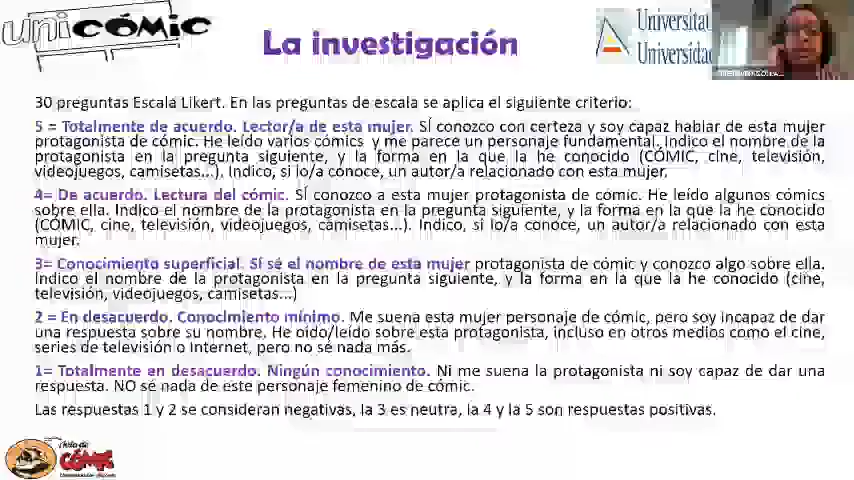 unicómic
La investigación
Universitat
Universidad
30 preguntas Escala Likert. En las preguntas de escala se aplica el siguiente criterio:
5 = Totalmente de acuerdo. Lector/a de esta mujer. SÍ conozco con certeza y soy capaz hablar de esta mujer
protagonista de cómic. He leído varios cómics y me parece un personaje fundamental. Indico el nombre de la
protagonista en la pregunta siguiente, y la forma en la que la he conocido (CÓMIC, cine, televisión,
videojuegos, camisetas...). Indico, si lo/a conoce, un autor/a relacionado con esta mujer.
4= De acuerdo. Lectura del cómic. SÍ conozco a esta mujer protagonista de cómic. He leído algunos cómics
sobre ella. Indico el nombre de la protagonista en la pregunta siguiente, y la forma en la que la he conocido
(CÓMIC, cine, televisión, videojuegos, camisetas...). Indico, si lo/a conoce, un autor/a relacionado con esta
mujer.
3= Conocimiento superficial. SÍ sé el nombre de esta mujer protagonista de cómic y conozco algo sobre ella.
Indico el nombre de la protagonista en la pregunta siguiente, y la forma en la que la he conocido (cine,
televisión, videojuegos, camisetas...)
2 = En desacuerdo. Conocimiento mínimo. Me suena esta mujer personaje de cómic, pero soy incapaz de dar
una respuesta sobre su nombre. He oído/leído sobre esta protagonista, incluso en otros medios como el cine,
series de televisión o Internet, pero no sé nada más.
1= Totalmente en desacuerdo. Ningún conocimiento. Ni me suena la protagonista ni soy capaz de dar una
respuesta. NO sé nada de este personaje femenino de cómic.
Las respuestas 1 y 2 se consideran negativas, la 3 es neutra, la 4 y la 5 son respuestas positivas.
CÓMIC